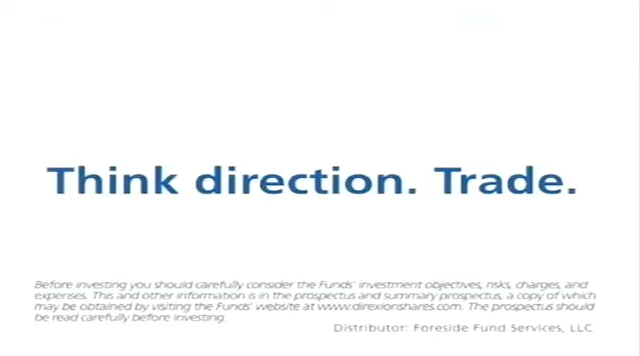 Think direction. Trade.
Before investing you should carefully consider the Funds' investment objectives, risks, charges, and
expenses. This and other information is in the prospectus and summary prospectus, a copy of which
may be obtained by visiting the Funds' website at www.direxionshares.com. The prospectus should
be read carefully before investing.
Distributor: Foreside Fund Services, LLC.